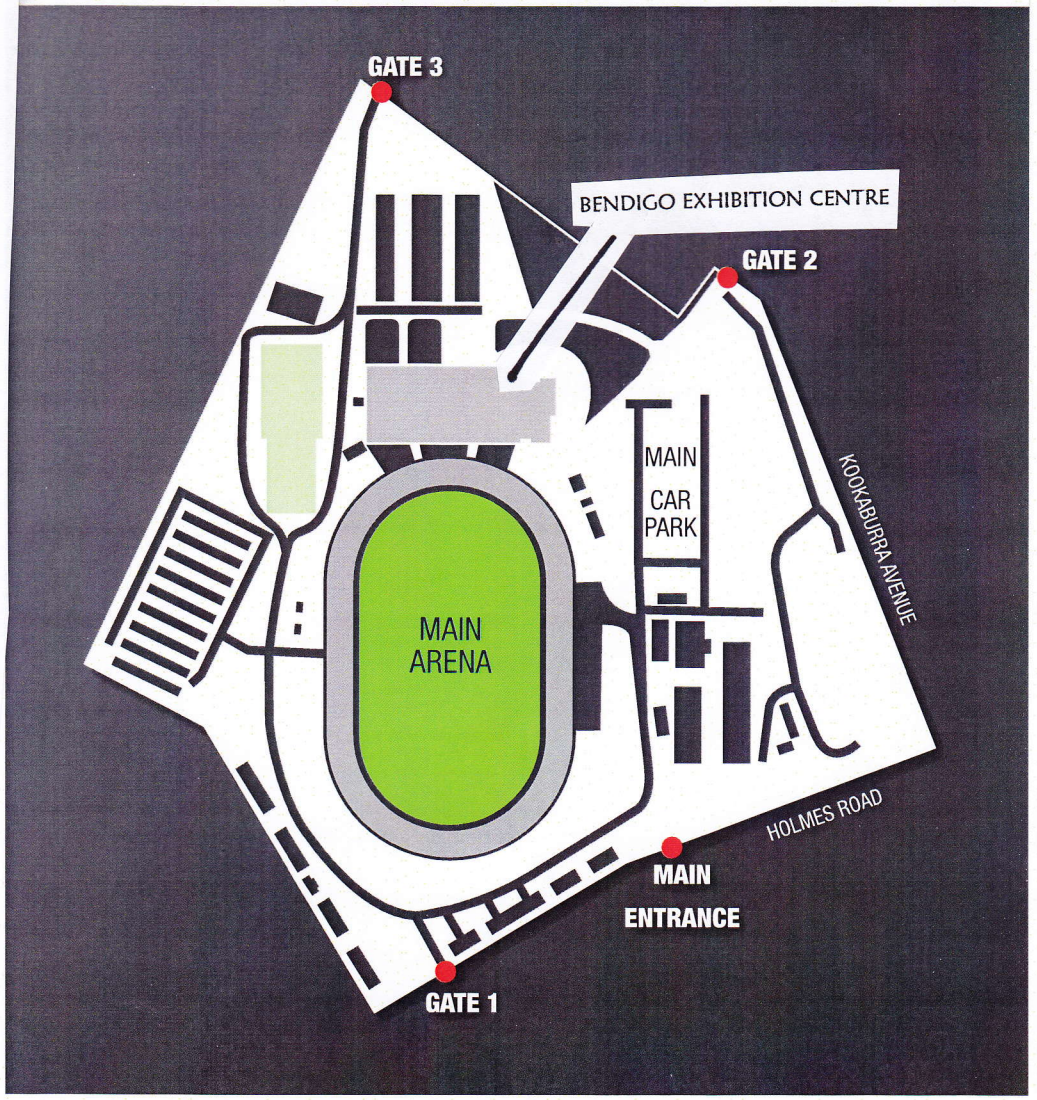 GATE 3
BENDIGO EXHIBITION CENTRE
GATE 2
MAIN
CAR
PARK
KOOKABURRA AVENUE
MAIN
ARENA
HOLMES ROAD
MAIN
ENTRANCE
GATE 1